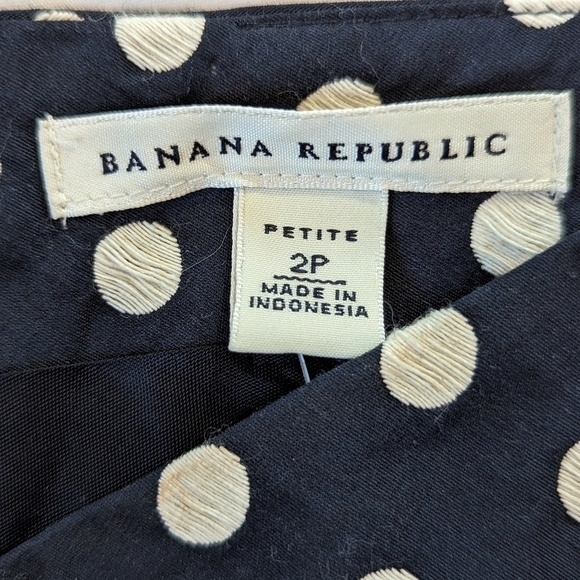 BANANA REPUBLIC
PETITE
2P
MADE IN
INDONESIA